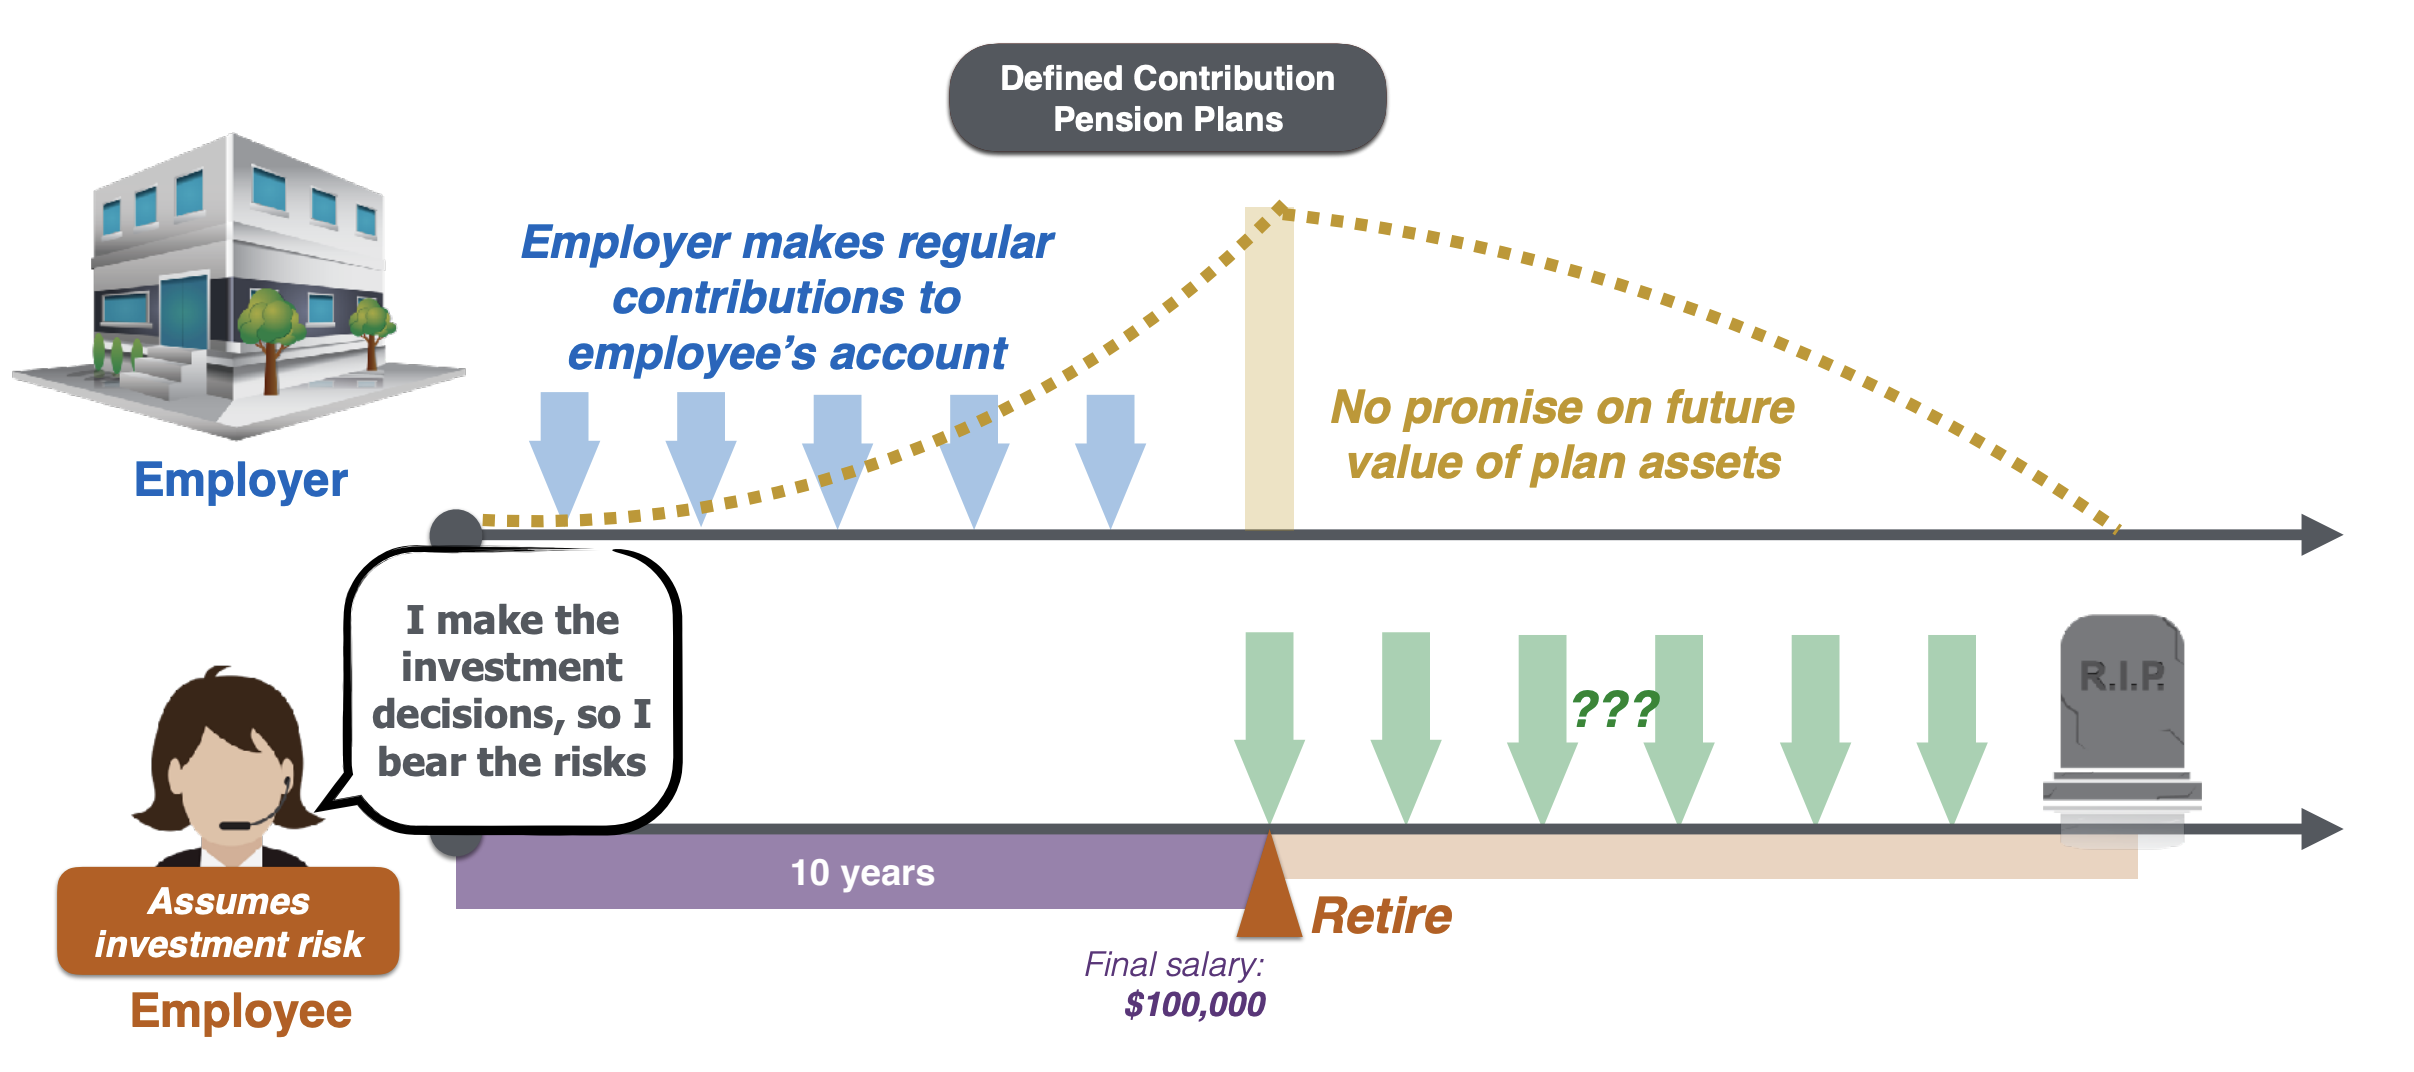 Defined Contribution
Pension Plans
Employer makes regular
contributions to
employee’s account
No promise on future
value of plan assets
Employer
I make the
investment
decisions, so I
bear the risks
???
R.I.P.
10 years
Assumes
investment risk
Retire
Final salary:
$100,000
Employee